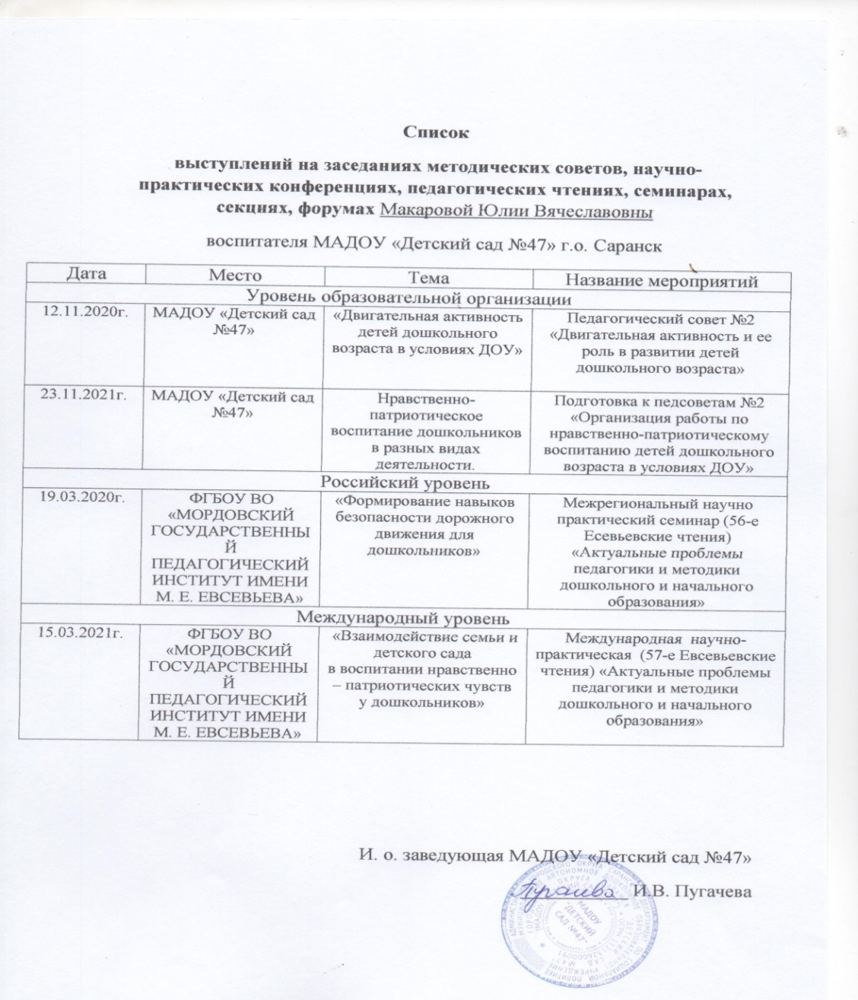 Список
выступлений на заседаниях методических советов, научно-
практических конференциях, педагогических чтениях, семинарах,
секциях, форумах Макаровой Юлии Вячеславовны
воспитателя МАДОУ «Детский сад №47» г.о. Саранск
Дата Место Тема Название мероприятий
Уровень образовательной организации
12.11.2020г.
МАДОУ «Детский сад
№47»
«Двигательная активность
детей дошкольного
возраста в условиях ДОУ»
Педагогический совет №2
«Двигательная активность и ее
роль в развитии детей
дошкольного возраста»
23.11.2021г.
МАДОУ «Детский сад
№47»
Нравственно-
патриотическое
воспитание дошкольников
в разных видах
деятельности.
Подготовка к педсоветам №2
«Организация работы по
нравственно-патриотическому
воспитанию детей дошкольного
возраста в условиях ДОУ»
Российский уровень
19.03.2020г.
ФГБОУ ВО
«МОРДОВСКИЙ
ГОСУДАРСТВЕННЫ
Й
ПЕДАГОГИЧЕСКИЙ
ИНСТИТУТ ИМЕНИ
М. Е. ЕВСЕВЬЕВА»
«Формирование навыков
безопасности дорожного
движения для
дошкольников»
Межрегиональный научно
практический семинар (56-е
Есевьевские чтения)
«Актуальные проблемы
педагогики и методики
дошкольного и начального
образования»
Международный уровень
15.03.2021г.
ФГБОУ ВО
«МОРДОВСКИЙ
ГОСУДАРСТВЕННЫ
Й
ПЕДАГОГИЧЕСКИЙ
ИНСТИТУТ ИМЕНИ
М. Е. ЕВСЕВЬЕВА»
«Взаимодействие семьи и
детского сада
в воспитании нравственно
– патриотических чувств
у дошкольников»
Международная научно-
практическая (57-е Евсевьевские
чтения) «Актуальные проблемы
педагогики и методики
дошкольного и начального
образования»
И. о. заведующая МАДОУ «Детский сад №47»
И.В. Пугачева
МАДОУ
"ДЕТСКИЙ
САД №47"